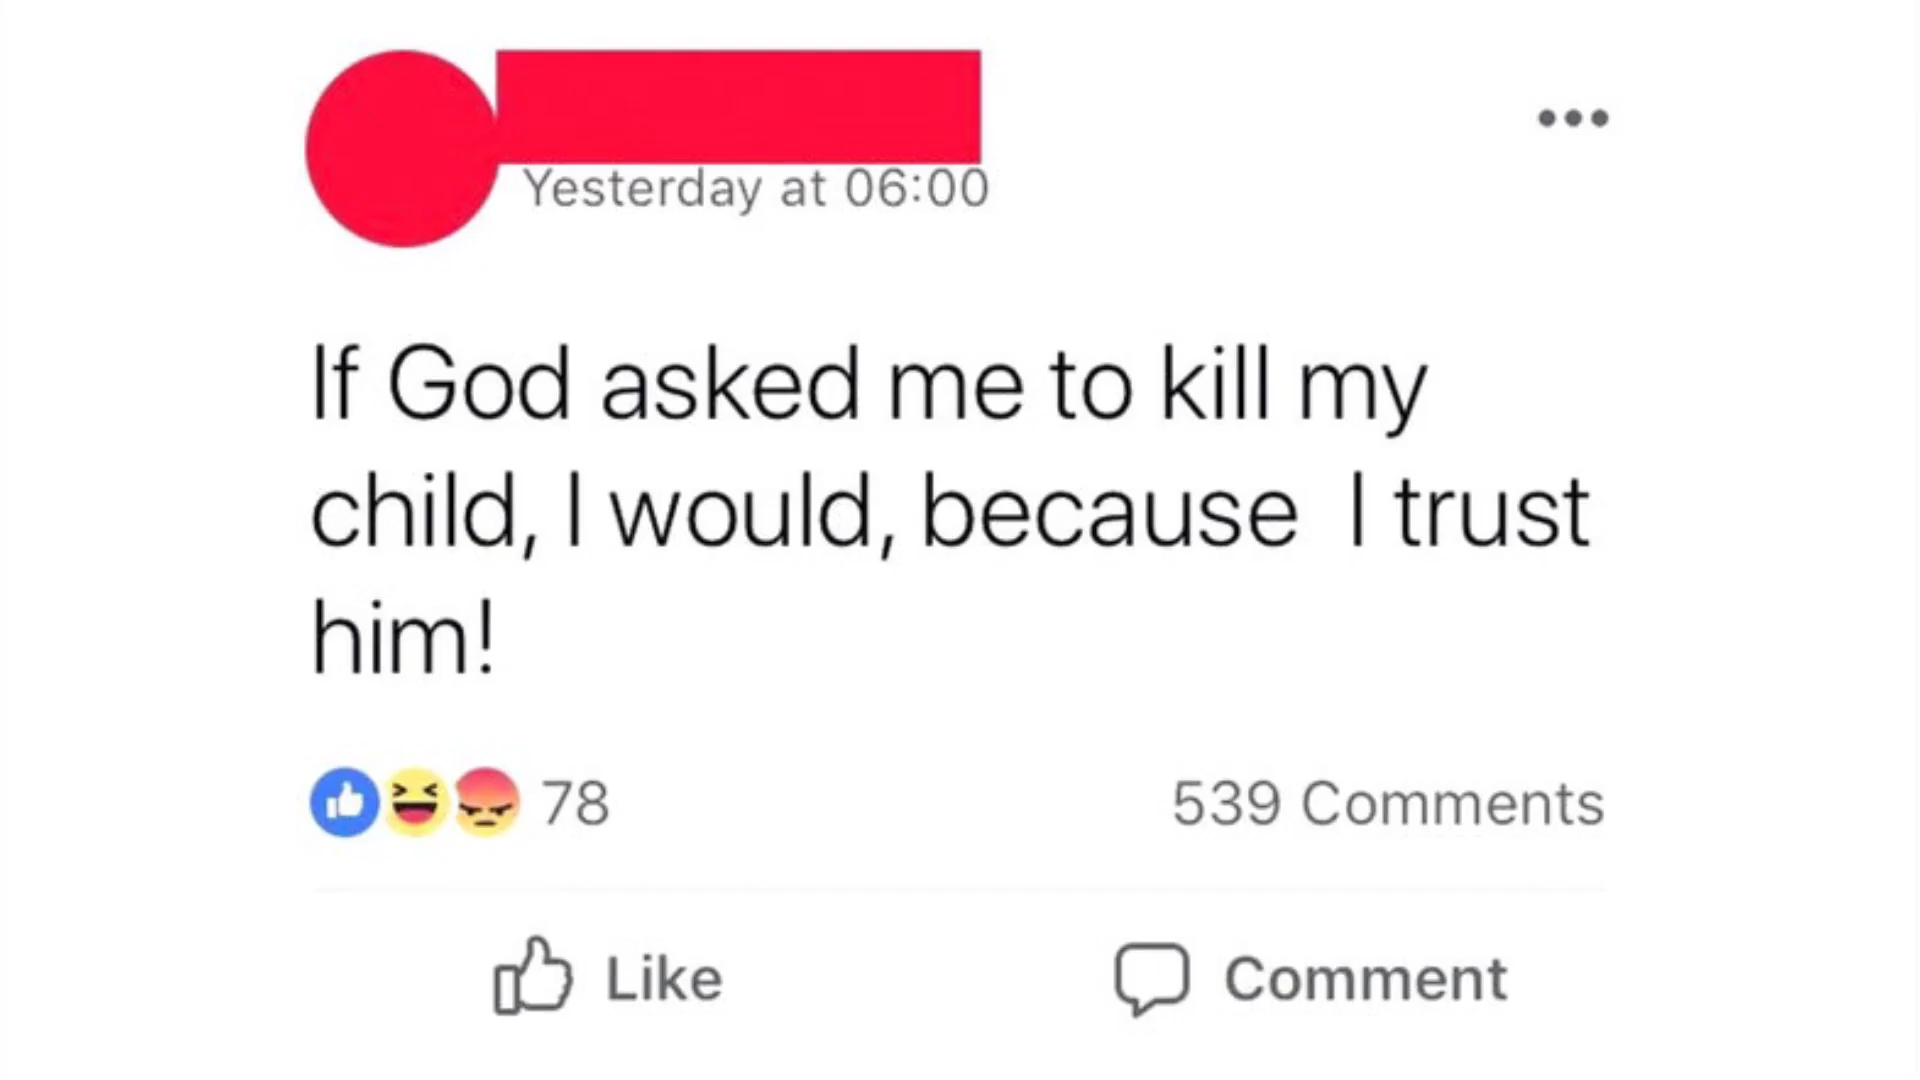 Yesterday at 06:00
If God asked me to kill my
child, I would, because  I trust
him!
78
539 Comments
Like
Comment